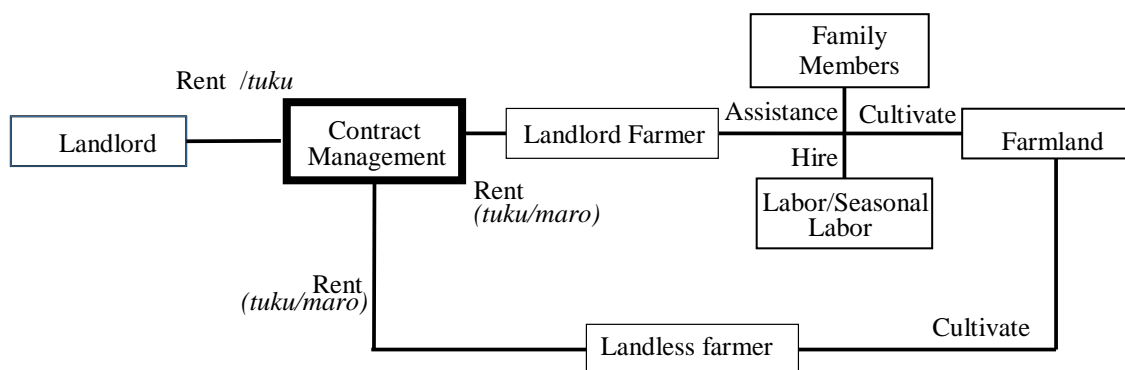 Family
Members
Rent /tuku
Assistance
Cultivate
Landlord
Contract
Management
Landlord Farmer
Farmland
Hire
Rent
(tuku/maro)
Labor/Seasonal
Labor
Rent
(tuku/maro)
Landless farmer
Cultivate